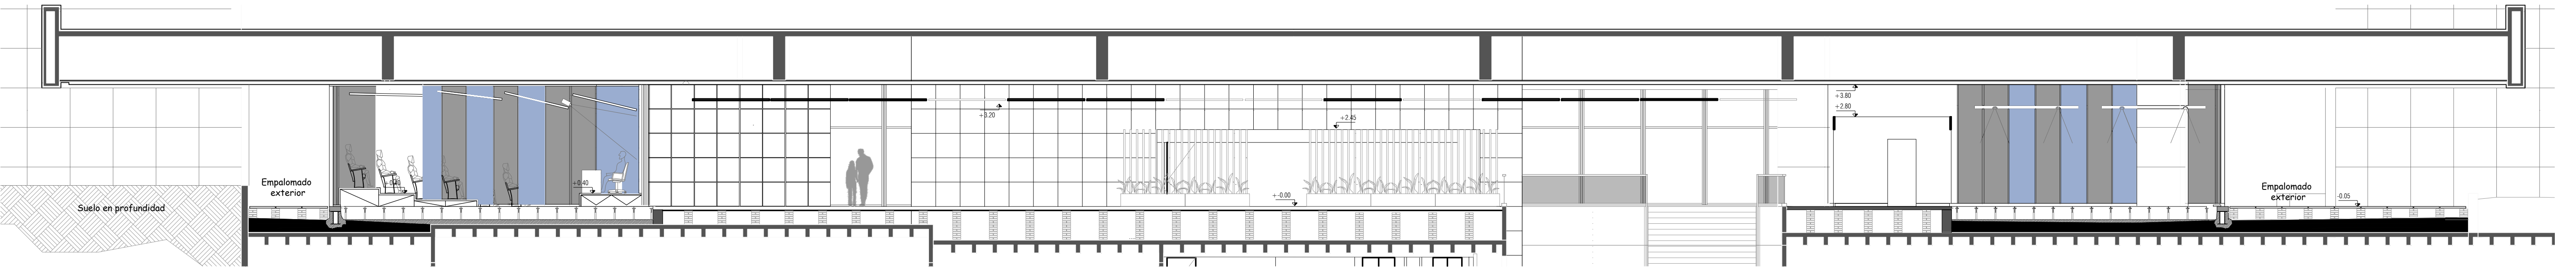 +3.80
+2.80
+3.20
+2.45
Empalomado
exterior
+0.40
Empalomado
exterior
+-0.00
-0.05
Suelo en profundidad